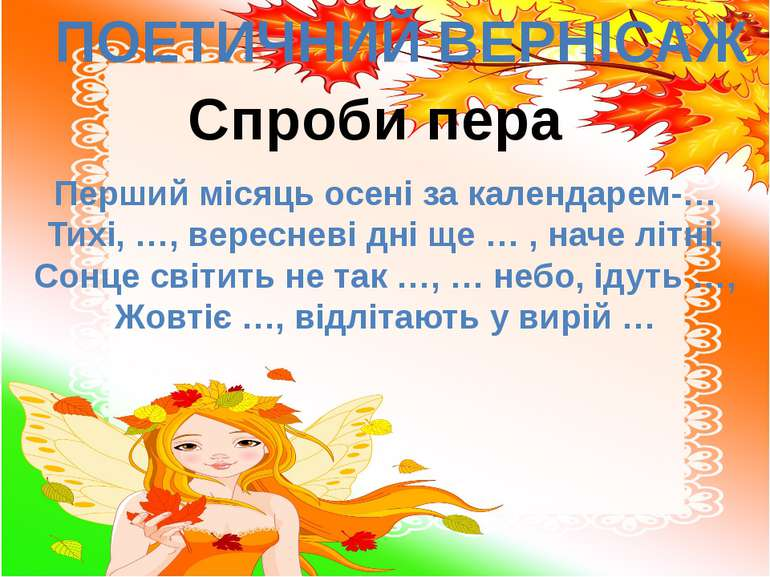 ПОЕТИЧНИЙ ВЕРНІСАЖ
Спроби пера
Перший місяць осені за календарем-…
Тихі, …, вересневі дні ще … , наче літні.
Сонце світить не так …, … небо, ідуть …,
Жовтіє …, відлітають у вирій …